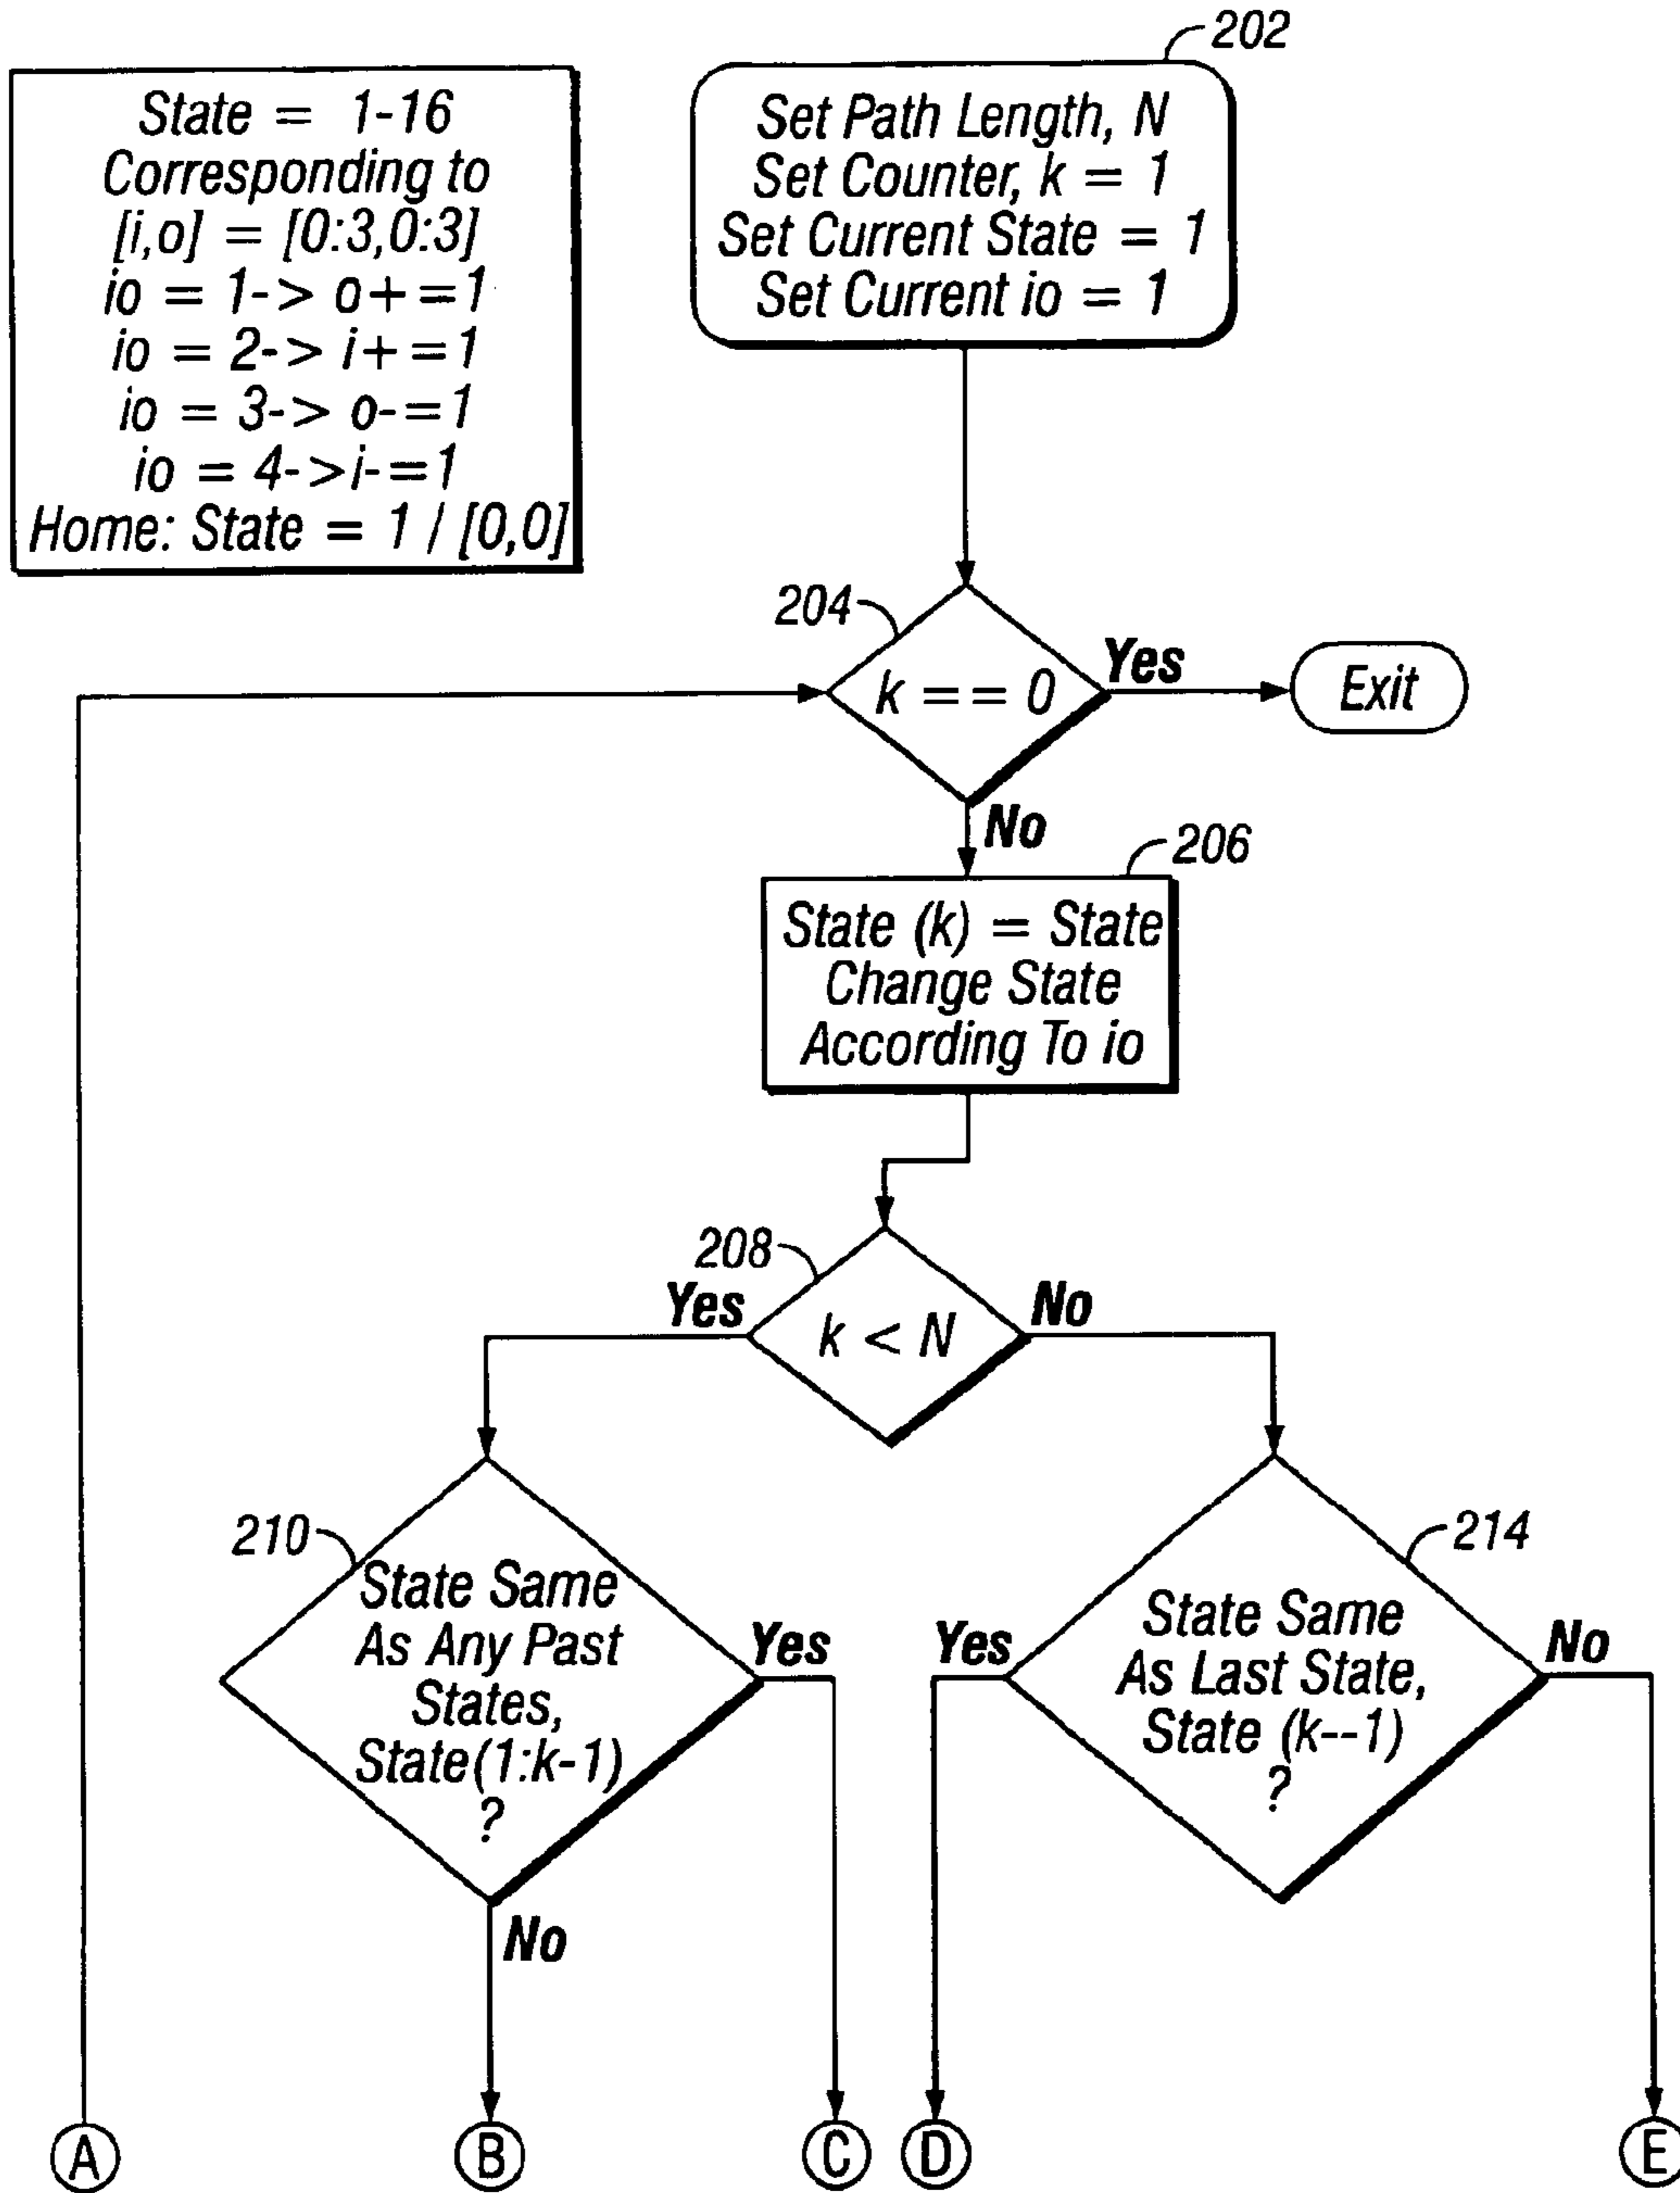 202
State = 1-16
Corresponding to
[i,o] = [0:3,0:3]
io = 1-> o+=1
io = 2-> i+=1
io = 3-> o-=1
io = 4->i-=1
Home: State = 1 / [0,0]
Set Path Length, N
Set Counter, k = 1
Set Current State = 1
Set Current io = 1
204
k == 0
Yes
Exit
No
206
State (k) = State
Change State
According To io
208
Yes
k < N
No
210
State Same
As Any Past
States,
State(1:k-1)
?
Yes
No
214
Yes
State Same
As Last State,
State (k--1)
?
No
A
B
C
D
E